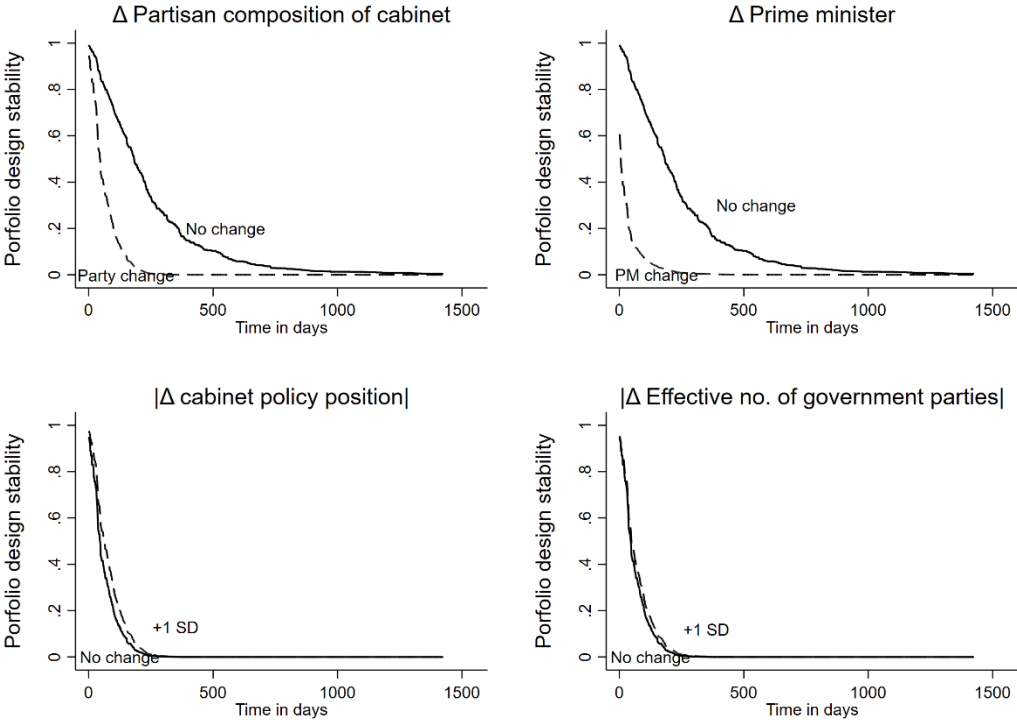 Δ Partisan composition of cabinet
Porfolio design stability
1
.8
.6
.4
.2
0
No change
Party change
0 500 1000 1500
Time in days
Δ Prime minister
Porfolio design stability
1
.8
.6
.4
.2
0
No change
PM change
0 500 1000 1500
Time in days
|Δ cabinet policy position|
Porfolio design stability
1
.8
.6
.4
.2
0
+1 SD
No change
0 500 1000 1500
Time in days
|Δ Effective no. of government parties|
Porfolio design stability
1
.8
.6
.4
.2
0
+1 SD
No change
0 500 1000 1500
Time in days